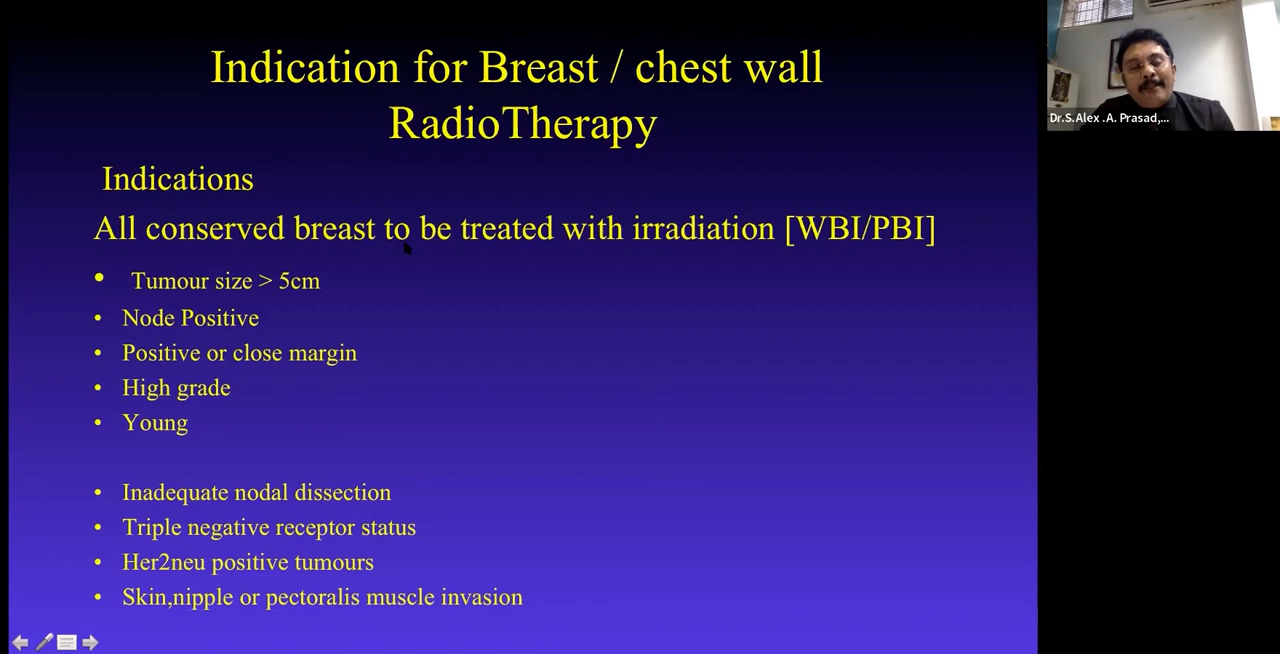 Indication for Breast / chest wall
RadioTherapy
Indications
All conserved breast to be treated with irradiation [WBI/PBI]
• Tumour size > 5cm
• Node Positive
• Positive or close margin
• High grade
• Young
• Inadequate nodal dissection
• Triple negative receptor status
• Her2neu positive tumours
• Skin,nipple or pectoralis muscle invasion
Dr.S.Alex .A. Prasad,...